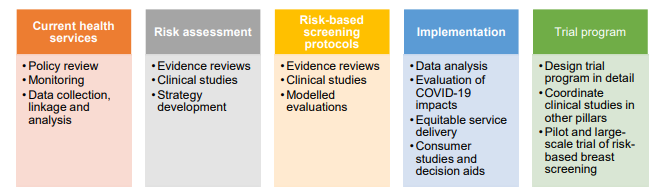 Current health
services
• Policy review
• Monitoring
• Data collection,
linkage and
analysis
Risk assessment
• Evidence reviews
• Clinical studies
• Strategy
development
Risk-based
screening
protocols
• Evidence reviews
• Clinical studies
• Modelled
evaluations
Implementation
• Data analysis
• Evaluation of
COVID-19
impacts
• Equitable service
delivery
• Consumer
studies and
decision aids
Trial program
• Design trial
program in detail
• Coordinate
clinical studies in
other pillars
• Pilot and large-
scale trial of risk-
based breast
screening